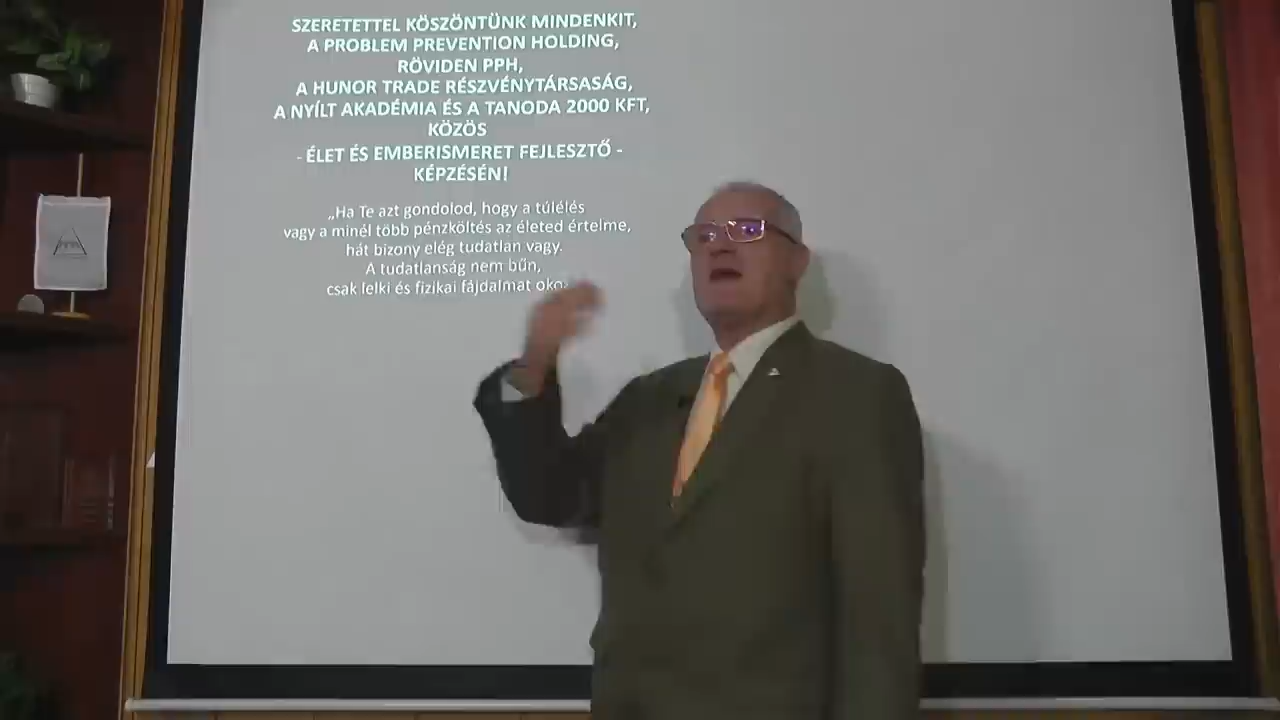 SZERETETTEL KÖSZÖNTÜNK MINDENKIT,
A PROBLEM PREVENTION HOLDING,
RÖVIDEN PPH,
A HUNOR TRADE RÉSZVÉNYTÁRSASÁG,
A NYÍLT AKADÉMIA ÉS A TANODA 2000 KFT,
KÖZÖS
- ÉLET ÉS EMBERISMERET FEJLESZTŐ -
KÉPZÉSÉN!
„Ha Te azt gondolod, hogy a túlélés
vagy a minél több pénzköltés az életed értelme,
hát bizony elég tudatlan vagy.
A tudatlanság nem bűn,
csak lelki és fizikai fájdalmat